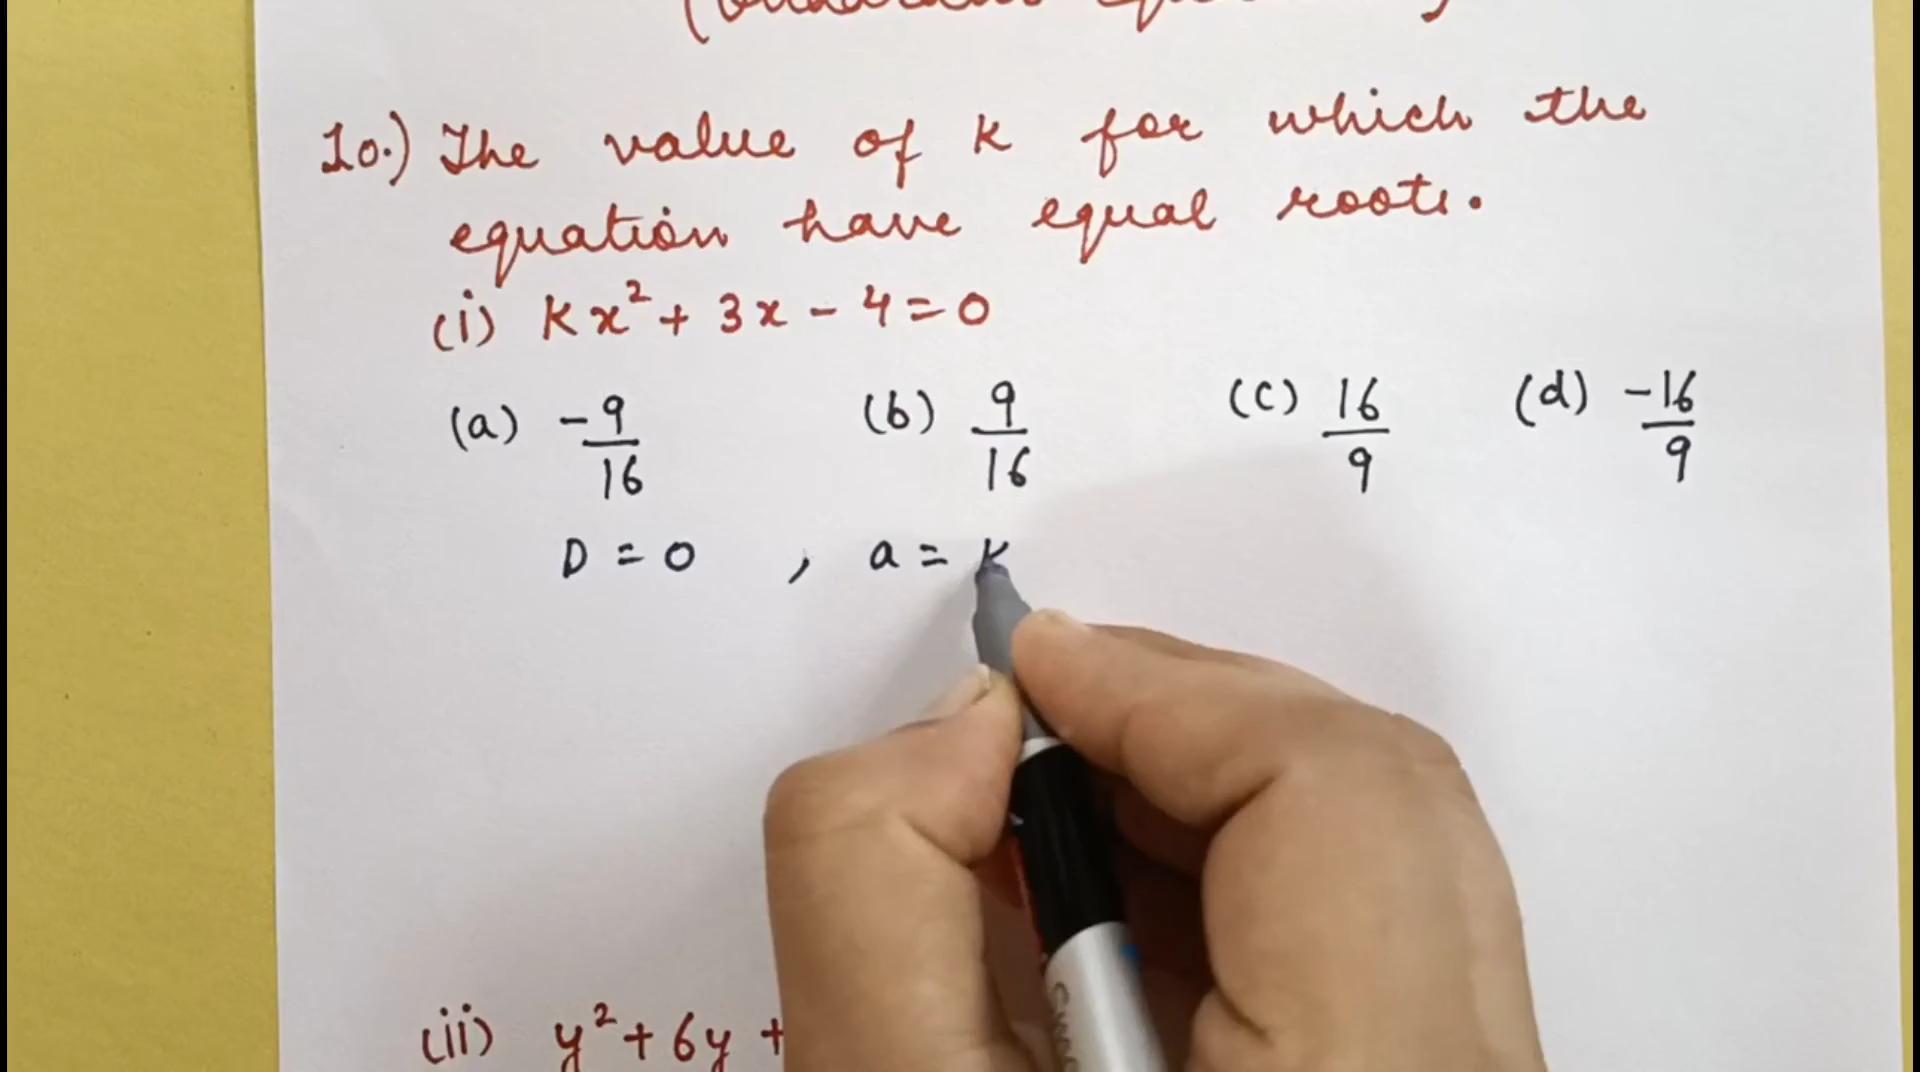 10.) The value of k for which the
equation have equal roots.
(i) kx² + 3x - 4 = 0
(a) -9/16 (b) 9/16 (c) 16/9 (d) -16/9
D = 0 , a = k
(ii) y² + 6y +